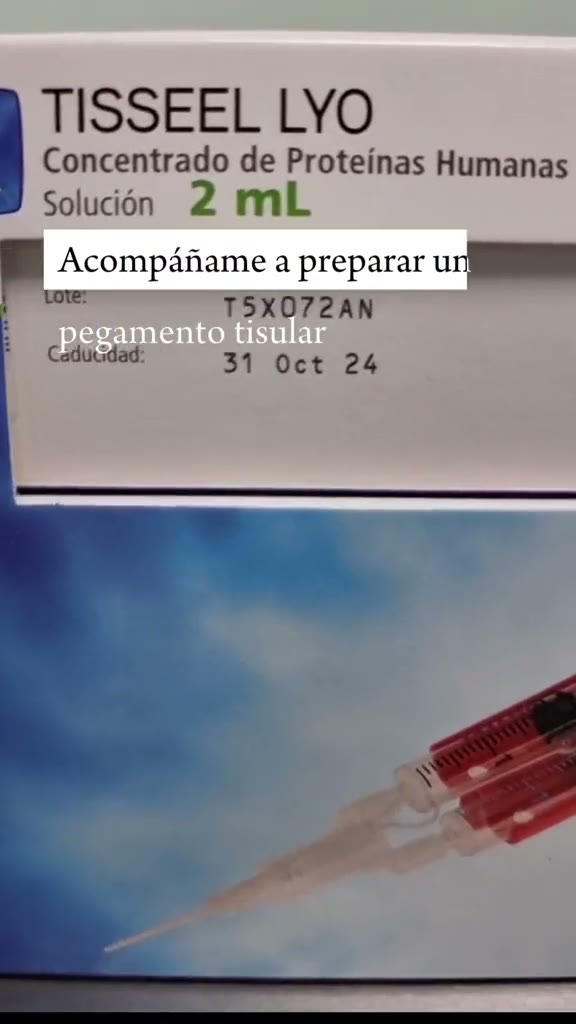 TISSEEL LYO
Concentrado de Proteínas Humanas
Solución 2 mL
Acompáñame a preparar un
Lote: T5X072AN
pegamento tisular
Caducidad: 31 Oct 24